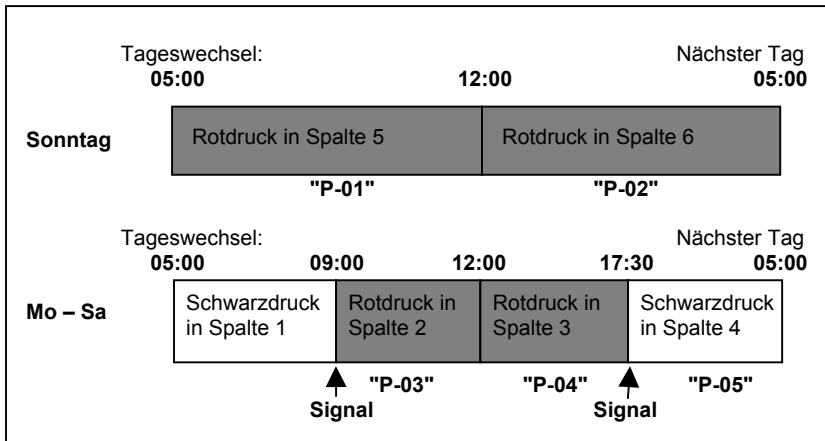 Tageswechsel: Nächster Tag
05:00 12:00 05:00
Sonntag Rotdruck in Spalte 5 Rotdruck in Spalte 6
"P-01" "P-02"
Tageswechsel: Nächster Tag
05:00 09:00 12:00 17:30 05:00
Mo – Sa
Schwarzdruck in Spalte 1
Rotdruck in Spalte 2
Rotdruck in Spalte 3
Schwarzdruck in Spalte 4
"P-03" "P-04" "P-05"
Signal Signal